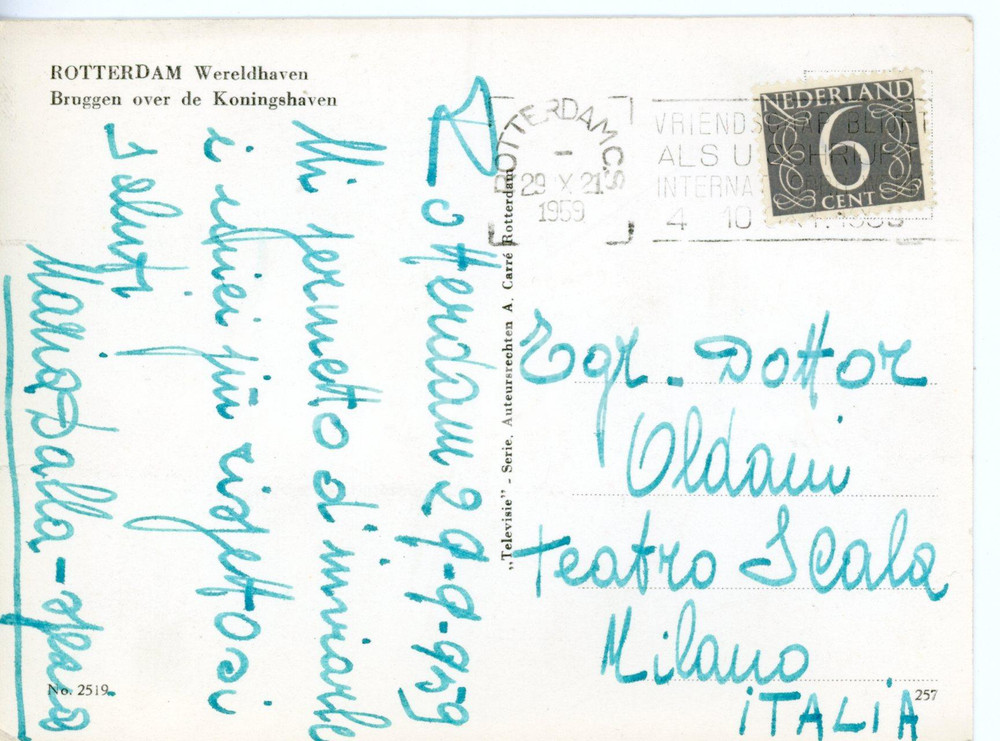 ROTTERDAM Wereldhaven
Bruggen over de Koningshaven
Rotterdam 29-9-959
Mi permetto d'inviarle
i miei più rispettosi
saluti
Mario Dalla-
No. 2519
„Televisie” - Serie. Auteursrechten A. Carré Rotterdam
ROTTERDAM C.S
29 X 21
1959
VRIENDSCHAP BLIJFT
ALS U SCHRIJFT
INTERNA
4 10
NEDERLAND
6
CENT
Egr. Dottor
Oldani
Teatro Scala
Milano
ITALIA
257